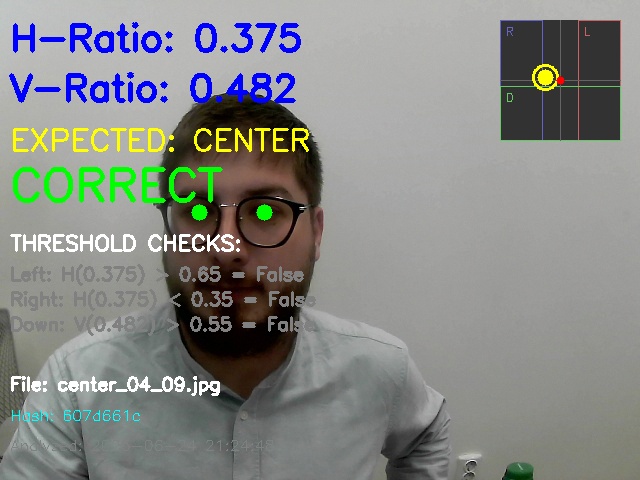 H-Ratio: 0.375
V-Ratio: 0.482
EXPECTED: CENTER
CORRECT
THRESHOLD CHECKS:
Left: H(0.375) > 0.65 = False
Right: H(0.375) < 0.35 = False
Down: V(0.482) > 0.55 = False
File: center_04_09.jpg
Hash: 607d661c
R
L
D